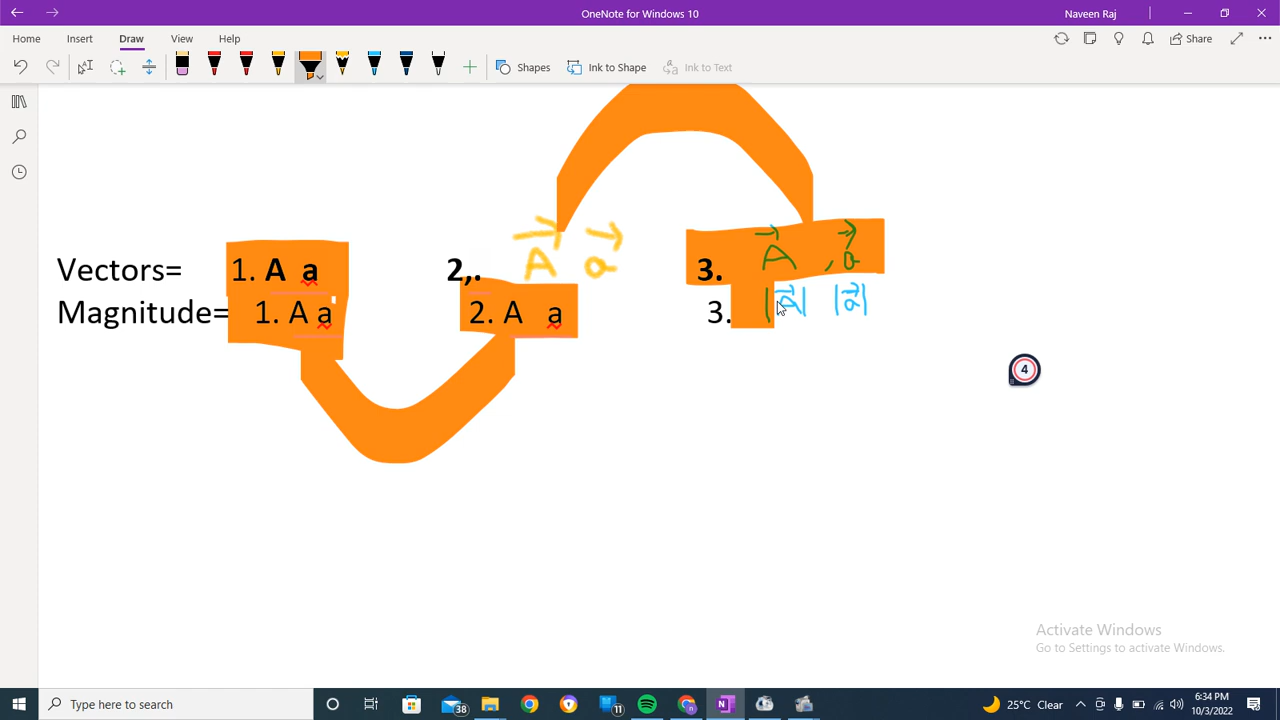 OneNote for Windows 10
Naveen Raj
Home Insert Draw View Help
Share
Shapes Ink to Shape Ink to Text
Vectors= 1. A a 2,. A⃗ a⃗ 3. A⃗ , a⃗
Magnitude= 1. A a 2. A a 3. |a⃗| |a⃗|
4
Activate Windows
Go to Settings to activate Windows.
Type here to search
38
11
25°C Clear
6:34 PM
10/3/2022